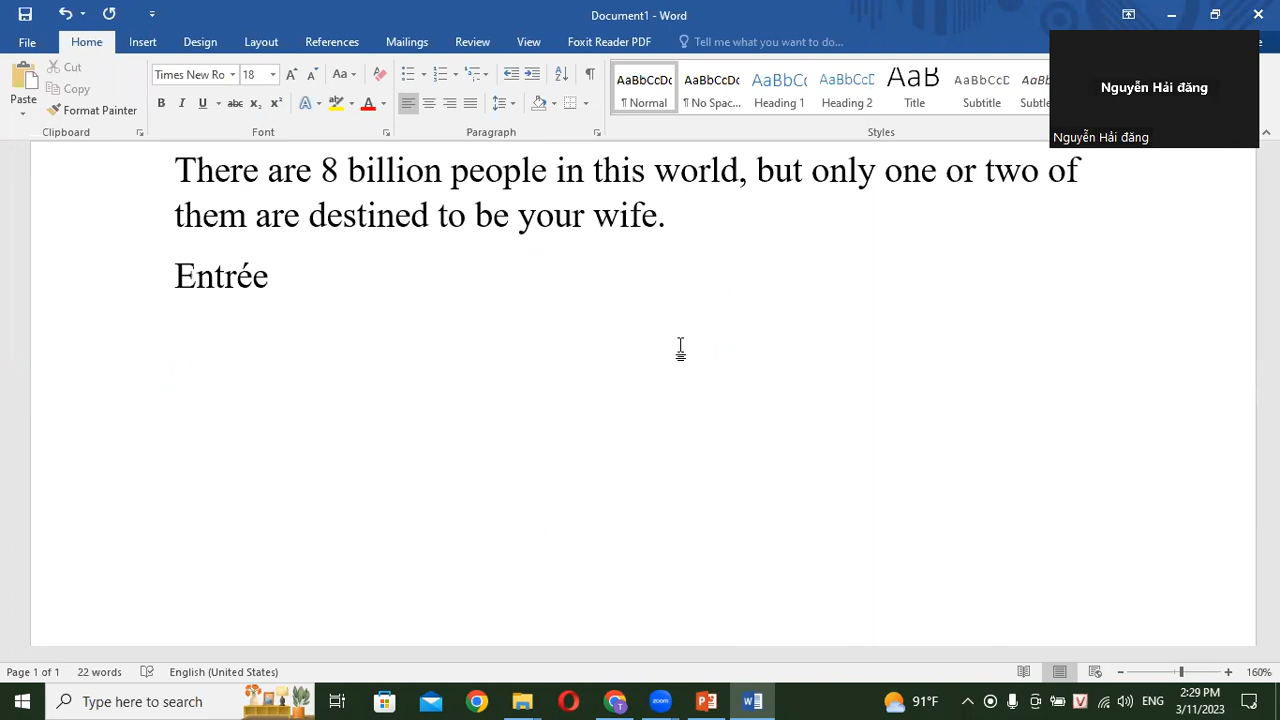 Document1 - Word
File Home Insert Design Layout References Mailings Review View Foxit Reader PDF Tell me what you want to do...
Nguyễn Hải đăng
Nguyễn Hải đăng
Paste
Cut
Copy
Format Painter
Clipboard
Times New Ro 18
Font
Paragraph
AaBbCcDc AaBbCcDc AaBbCc AaBbCcE AaB AaBbCcD
¶ Normal ¶ No Spac... Heading Heading 2 Title Subtitle
Styles
There are 8 billion people in this world, but only one or two of
them are destined to be your wife.
Entrée
Page 1 of 1 22 words English (United States) 160%
Type here to search
zoom
91°F
ENG
2:29 PM
3/11/2023